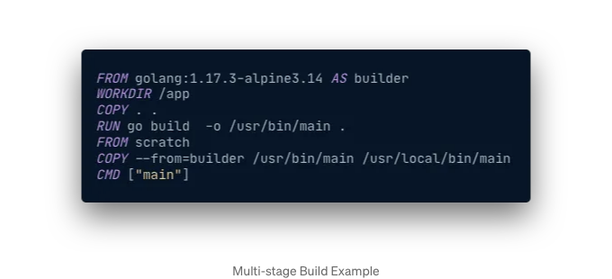 FROM golang:1.17.3-alpine3.14 AS builder
WORKDIR /app
COPY . .
RUN go build  -o /usr/bin/main .
FROM scratch
COPY --from=builder /usr/bin/main /usr/local/bin/main
CMD ["main"]
Multi-stage Build Example